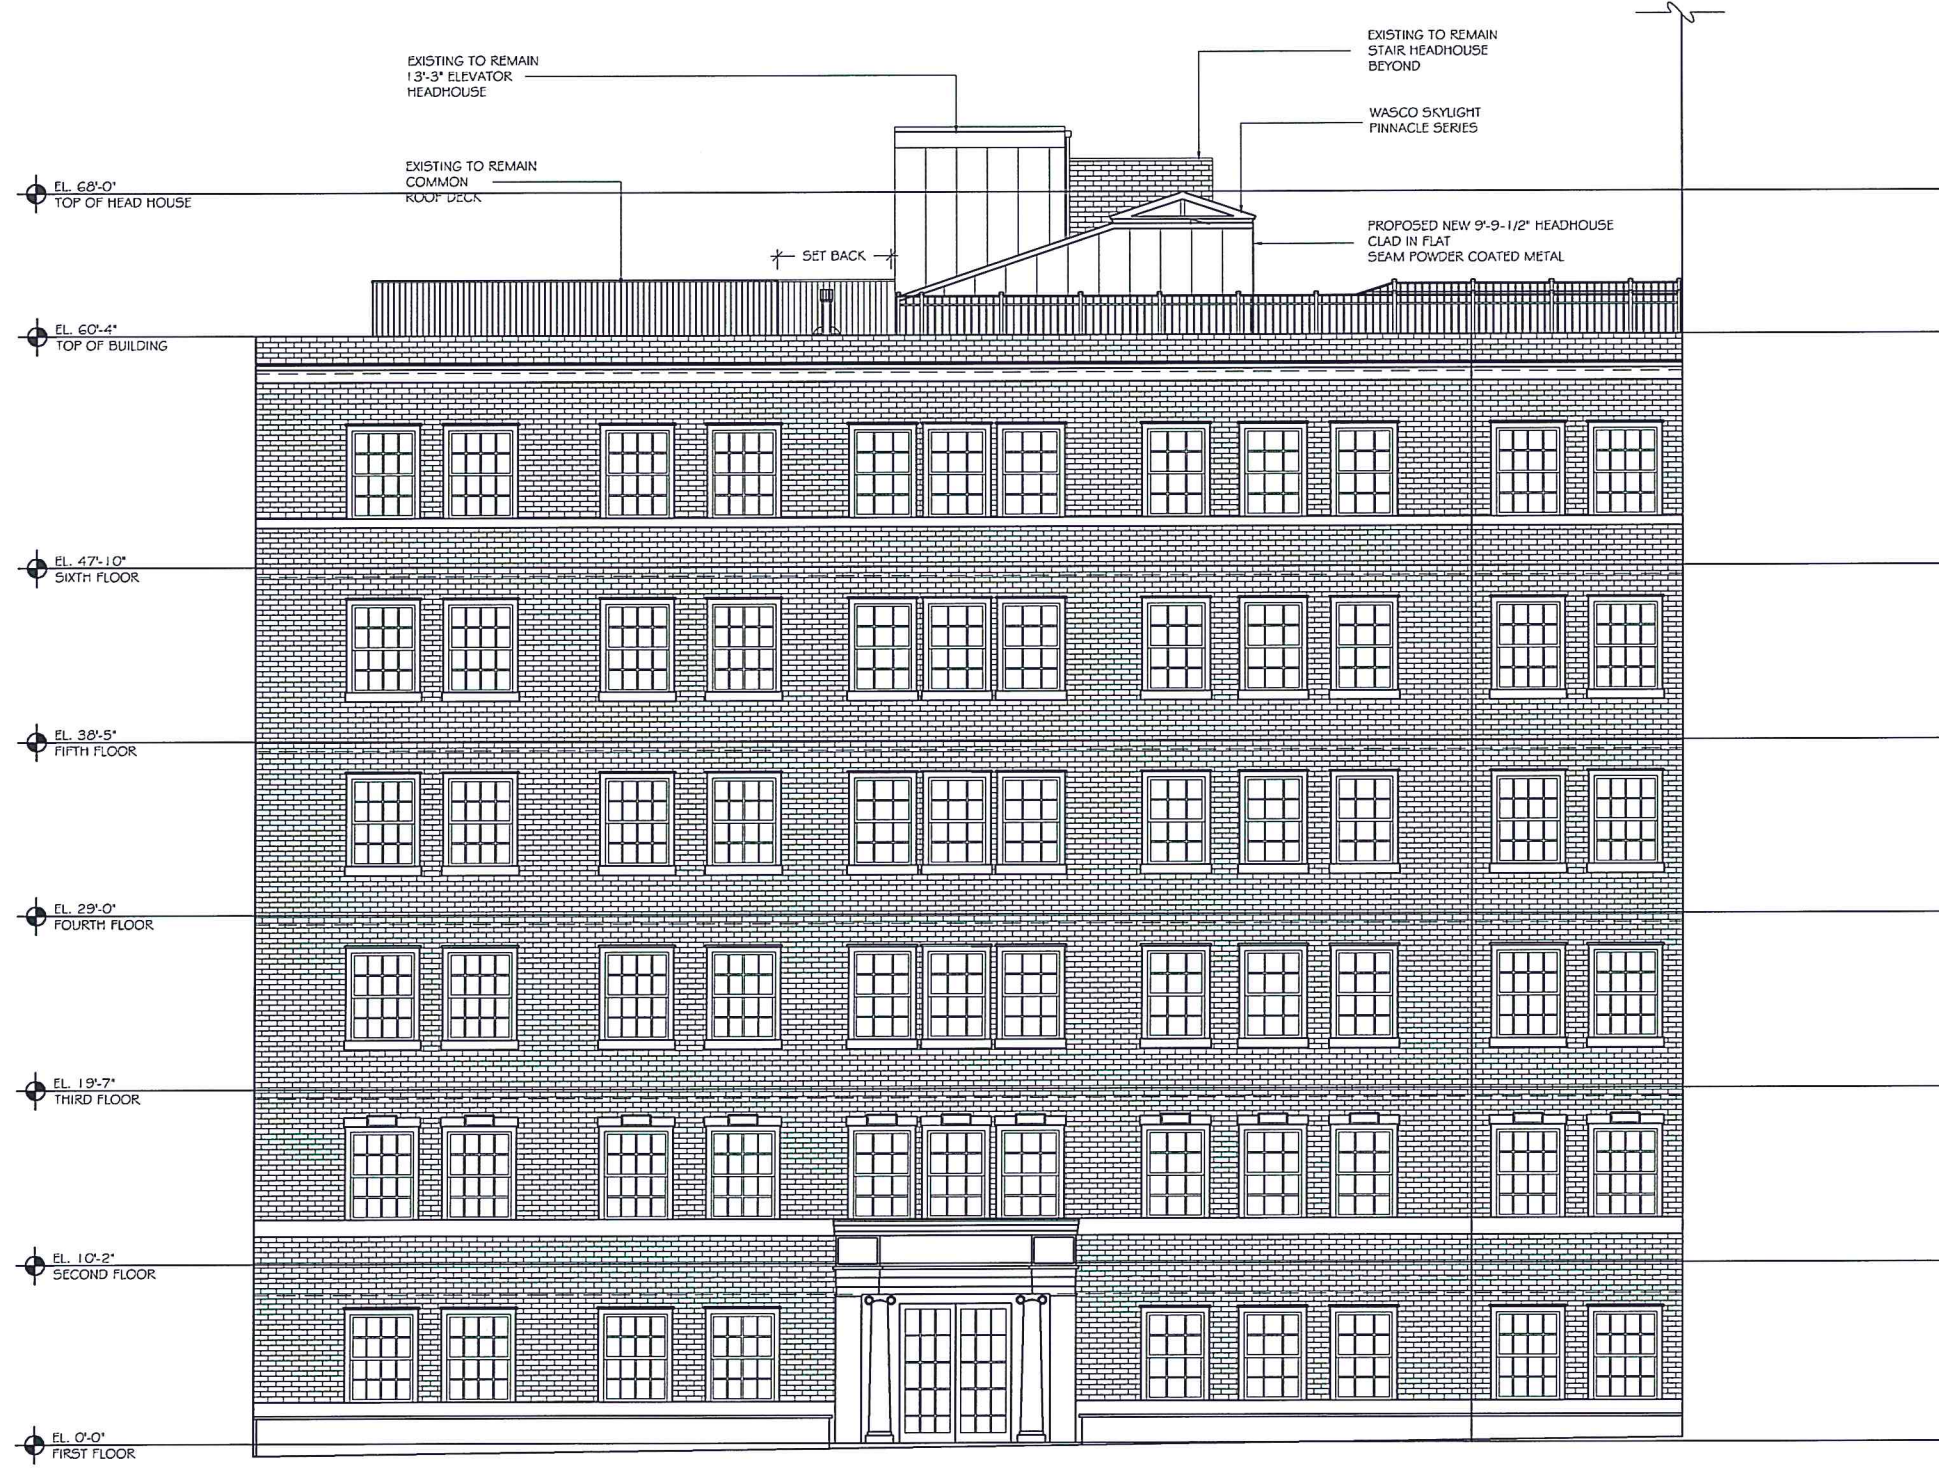 EXISTING TO REMAIN
13'-3" ELEVATOR
HEADHOUSE
EXISTING TO REMAIN
STAIR HEADHOUSE
BEYOND
WASCO SKYLIGHT
PINNACLE SERIES
EXISTING TO REMAIN
COMMON
ROOF DECK
EL. 68'-0"
TOP OF HEAD HOUSE
PROPOSED NEW 9'-9-1/2" HEADHOUSE
CLAD IN FLAT
SEAM POWDER COATED METAL
SET BACK
EL. 60'-4"
TOP OF BUILDING
EL. 47'-10"
SIXTH FLOOR
EL. 38'-5"
FIFTH FLOOR
EL. 29'-0"
FOURTH FLOOR
EL. 19'-7"
THIRD FLOOR
EL. 10'-2"
SECOND FLOOR
EL. 0'-0"
FIRST FLOOR